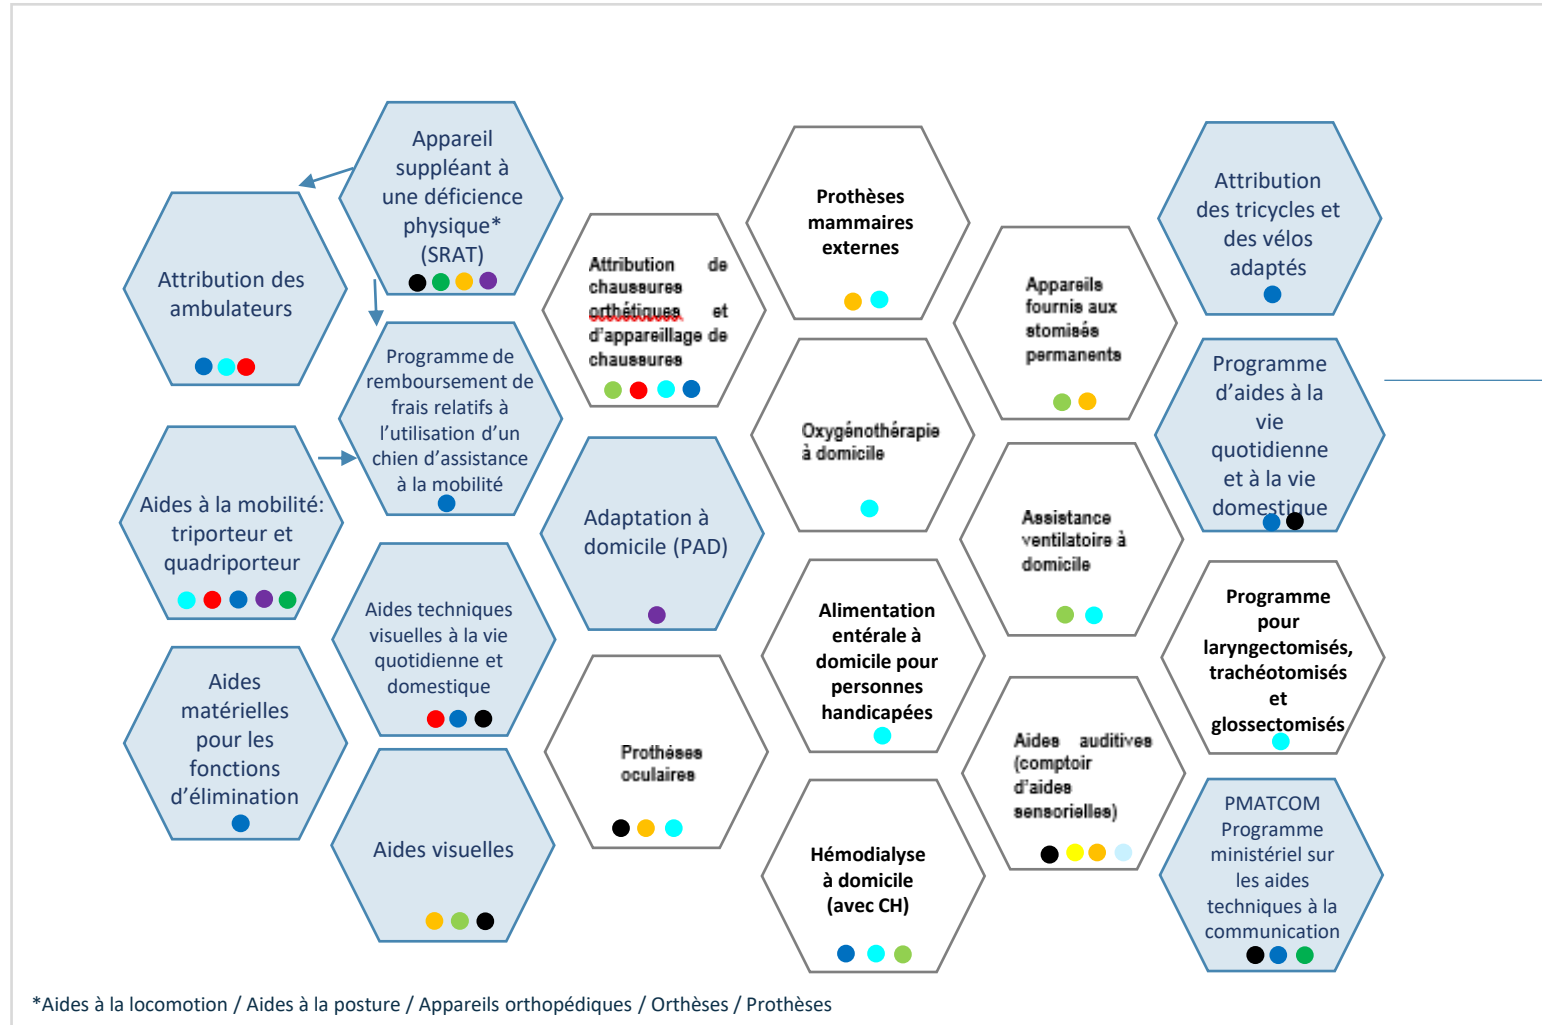 Appareil
suppléant à
une déficience
physique*
(SRAT)
Attribution des
ambulateurs
Programme de
remboursement de
frais relatifs à
l’utilisation d’un
chien d’assistance
à la mobilité
Aides à la mobilité:
triporteur et
quadriporteur
Aides techniques
visuelles à la vie
quotidienne et
domestique
Aides
matérielles
pour les
fonctions
d’élimination
Aides visuelles
Attribution de
chaussures
orthétiques et
d’appareillage de
chaussures
Adaptation à
domicile (PAD)
Prothèses
oculaires
Prothèses
mammaires
externes
Oxygénothérapie
à domicile
Alimentation
entérale à
domicile pour
personnes
handicapées
Hémodialyse
à domicile
(avec CH)
Appareils
fournis aux
stomisés
permanents
Assistance
ventilatoire à
domicile
Aides auditives
(comptoir
d’aides
sensorielles)
Attribution
des tricycles et
des vélos
adaptés
Programme
d’aides à la
vie
quotidienne
et à la vie
domestique
Programme
pour
laryngectomisés,
trachéotomisés
et
glossectomisés
PMATCOM
Programme
ministériel sur
les aides
techniques à la
communication
*Aides à la locomotion / Aides à la posture / Appareils orthopédiques / Orthèses / Prothèses